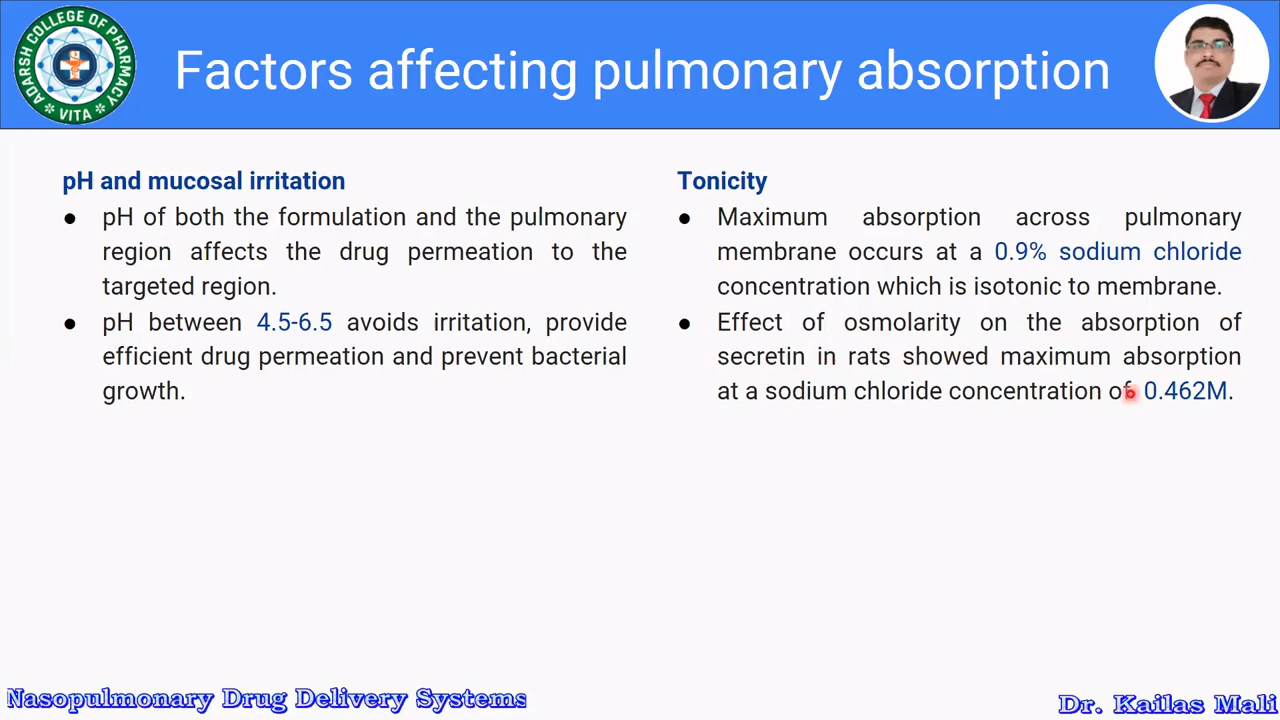 ADARSH COLLEGE OF PHARMACY
VITA
Factors affecting pulmonary absorption
pH and mucosal irritation
● pH of both the formulation and the pulmonary
region affects the drug permeation to the
targeted region.
● pH between 4.5-6.5 avoids irritation, provide
efficient drug permeation and prevent bacterial
growth.
Tonicity
● Maximum absorption across pulmonary
membrane occurs at a 0.9% sodium chloride
concentration which is isotonic to membrane.
● Effect of osmolarity on the absorption of
secretin in rats showed maximum absorption
at a sodium chloride concentration of 0.462M.
Nasopulmonary Drug Delivery Systems
Dr. Kailas Mali